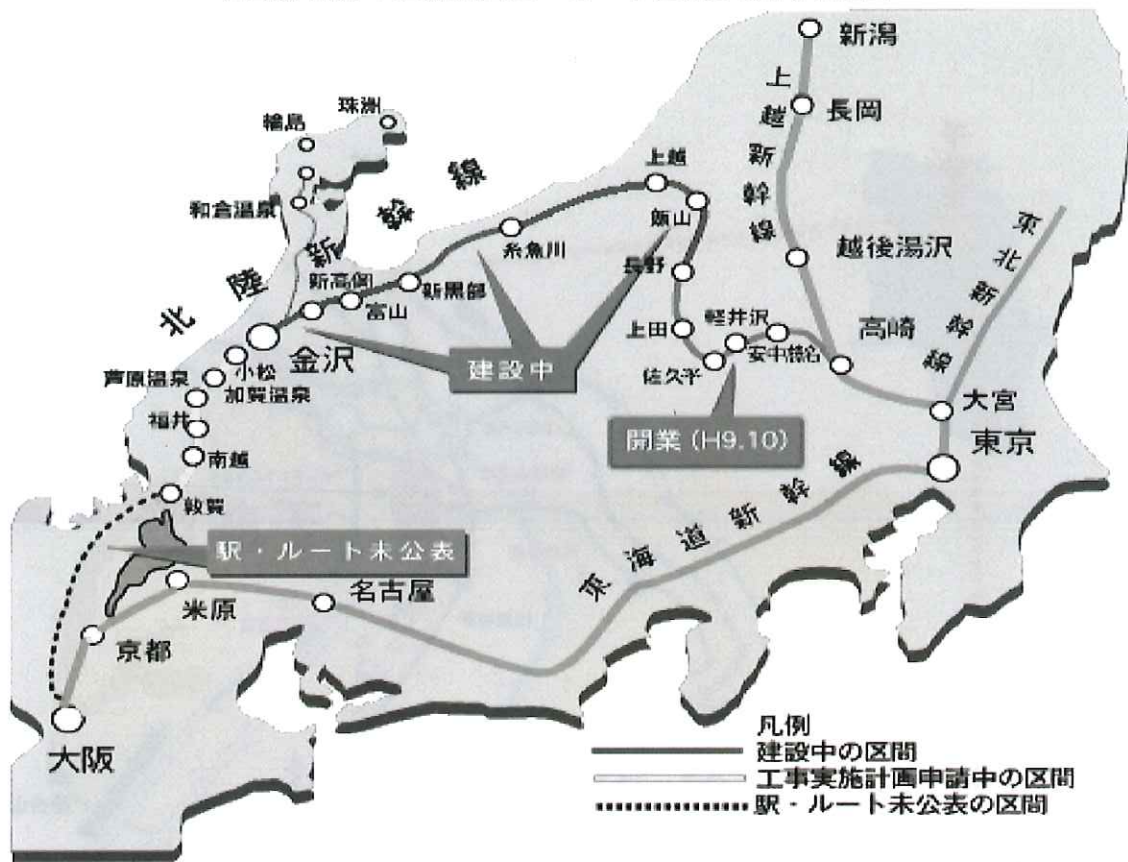 新潟
上越新幹線
長岡
珠洲
輪島
和倉温泉
北陸新幹線
上越
飯山
糸魚川
長野
越後湯沢
東北新幹線
新高岡
富山
新黒部
金沢
小松
加賀温泉
芦原温泉
福井
南越
敦賀
建設中
上田
軽井沢
安中榛名
佐久平
高崎
大宮
東京
開業(H9.10)
東海道新幹線
駅・ルート未公表
米原
名古屋
京都
大阪
凡例
建設中の区間
工事実施計画申請中の区間
駅・ルート未公表の区間